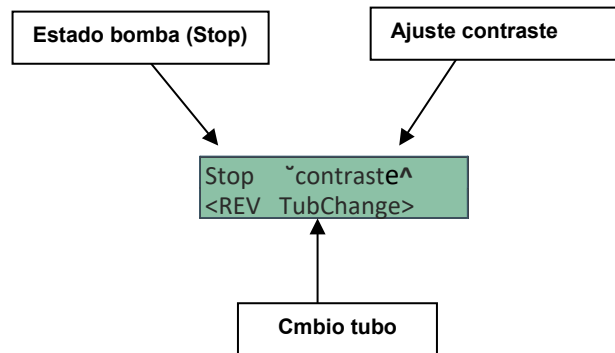 Estado bomba (Stop)
Ajuste contraste
Stop ˇcontraste^
<REV TubChange>
Cmbio tubo